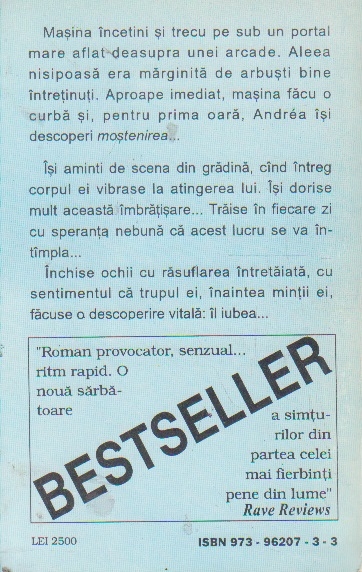 Mașina încetini și trecu pe sub un portal
mare aflat deasupra unei arcade. Aleea
nisipoasă era mărginită de arbuști bine
întreținuți. Aproape imediat, mașina făcu o
curbă și, pentru prima oară, Andréa își
descoperi moștenirea...
Își aminti de scena din grădină, cînd întreg
corpul ei vibrase la atingerea lui. Își dorise
mult această îmbrățișare... Trăise în fiecare zi
cu speranța nebună că acest lucru se va în-
tîmpla...
Închise ochii cu răsuflarea întretăiată, cu
sentimentul că trupul ei, înaintea minții ei,
făcuse o descoperire vitală: îl iubea...
"Roman provocator, senzual...
ritm rapid. O
nouă sărbă-
toare
BESTSELLER
a simțu-
rilor din
partea celei
mai fierbinți
pene din lume"
Rave Reviews
LEI 2500
ISBN 973 - 96207 - 3 - 3